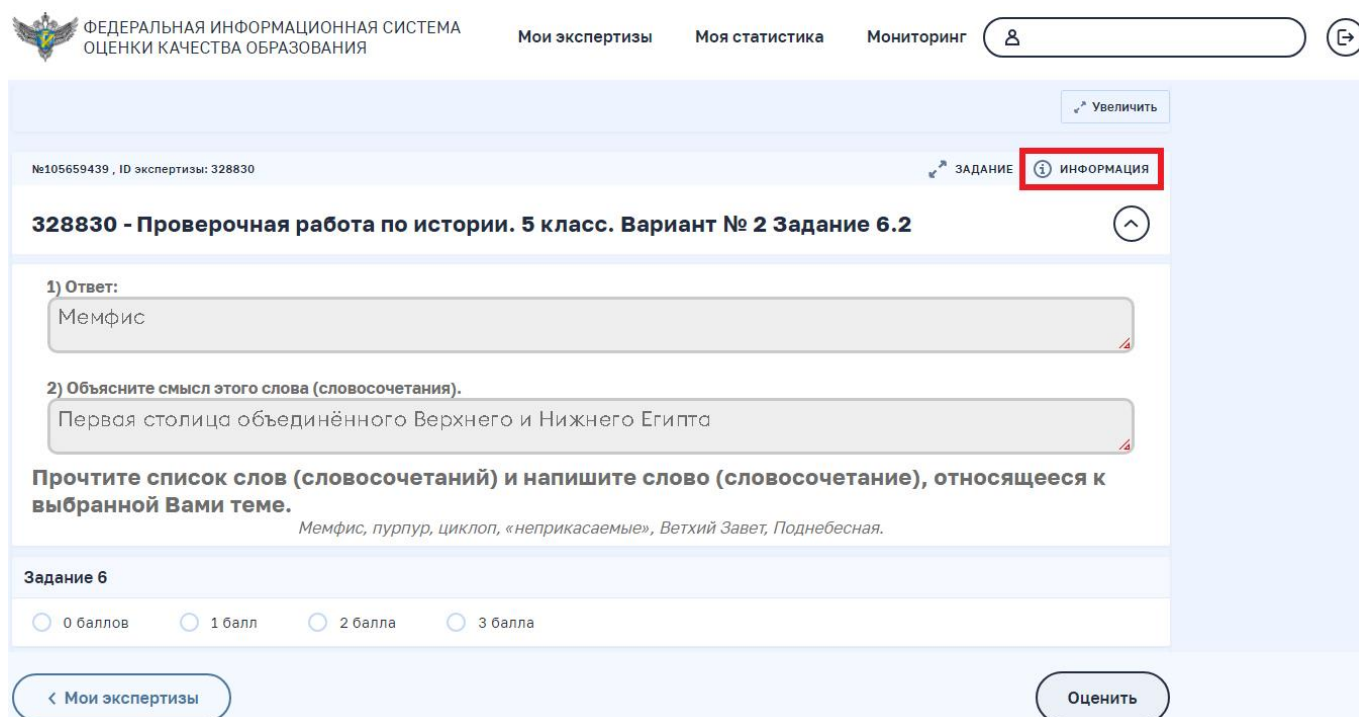 ФЕДЕРАЛЬНАЯ ИНФОРМАЦИОННАЯ СИСТЕМА
ОЦЕНКИ КАЧЕСТВА ОБРАЗОВАНИЯ
Мои экспертизы
Моя статистика
Мониторинг
Увеличить
№105659439 , ID экспертизы: 328830
ЗАДАНИЕ
ИНФОРМАЦИЯ
328830 - Проверочная работа по истории. 5 класс. Вариант № 2 Задание 6.2
1) Ответ:
Мемфис
2) Объясните смысл этого слова (словосочетания).
Первая столица объединённого Верхнего и Нижнего Египта
Прочтите список слов (словосочетаний) и напишите слово (словосочетание), относящееся к
выбранной Вами теме.
Мемфис, пурпур, циклоп, «неприкасаемые», Ветхий Завет, Поднебесная.
Задание 6
0 баллов
1 балл
2 балла
3 балла
Мои экспертизы
Оценить